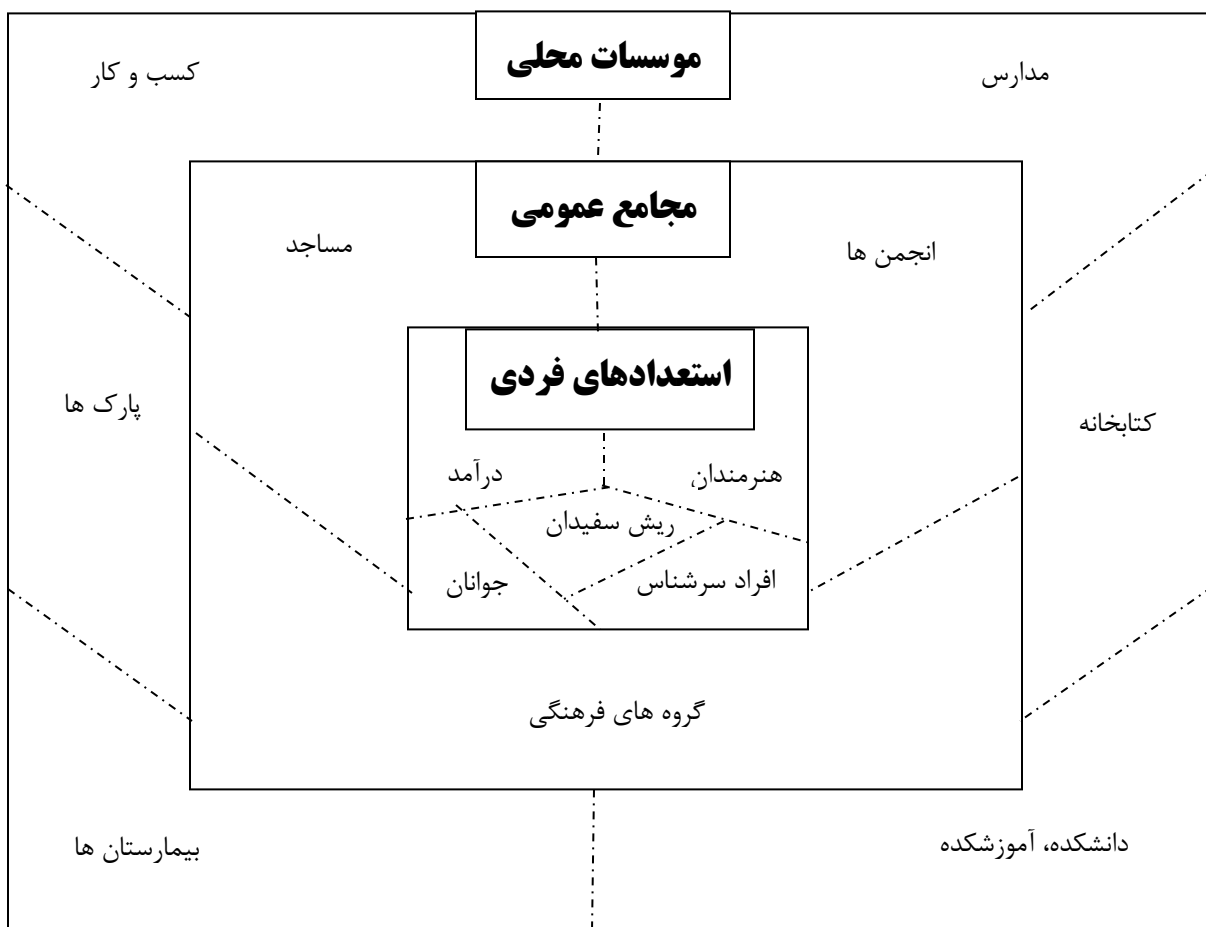 موسسات محلی
مدارس
کسب و کار
مجامع عمومی
انجمن ها
مساجد
استعدادهای فردی
کتابخانه
پارک ها
هنرمندان
درآمد
ریش سفیدان
افراد سرشناس
جوانان
گروه های فرهنگی
دانشکده، آموزشکده
بیمارستان ها